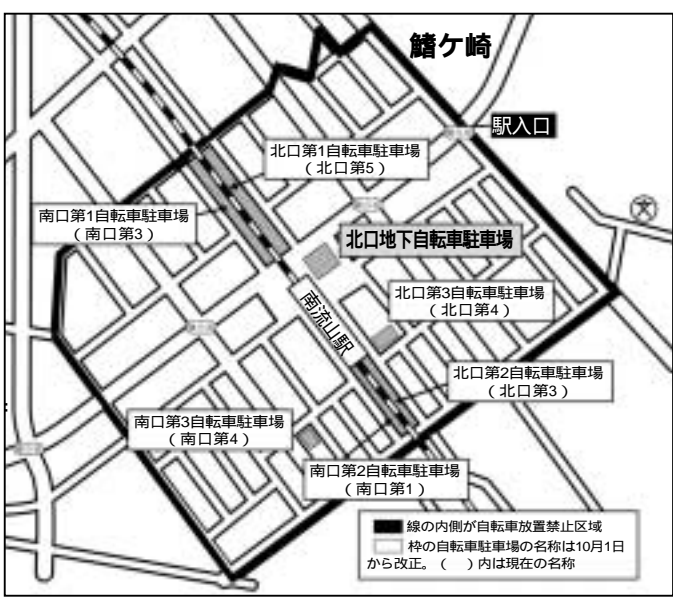 鰭ケ崎
駅入口
北口第1自転車駐車場
(北口第5)
南口第1自転車駐車場
(南口第3)
北口地下自転車駐車場
北口第3自転車駐車場
(北口第4)
南流山駅
北口第2自転車駐車場
(北口第3)
南口第3自転車駐車場
(南口第4)
南口第2自転車駐車場
(南口第1)
線の内側が自転車放置禁止区域
枠の自転車駐車場の名称は10月1日
から改正。( )内は現在の名称